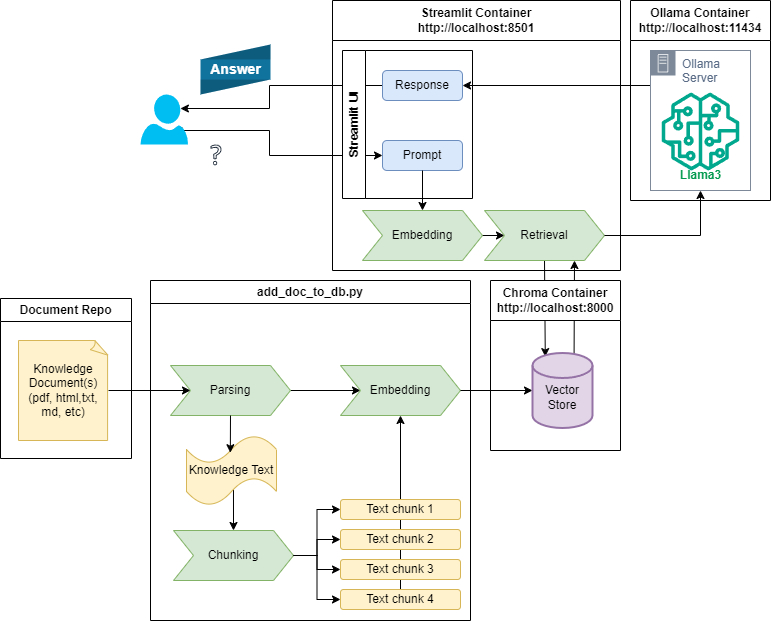 Streamlit Container
http://localhost:8501
Ollama Container
http://localhost:11434
Answer
?
Streamlit UI
Response
Prompt
Ollama
Server
Llama3
Embedding
Retrieval
Document Repo
Knowledge
Document(s)
(pdf, html,txt,
md, etc)
add_doc_to_db.py
Parsing
Embedding
Knowledge Text
Chunking
Text chunk 1
Text chunk 2
Text chunk 3
Text chunk 4
Chroma Container
http://localhost:8000
Vector
Store